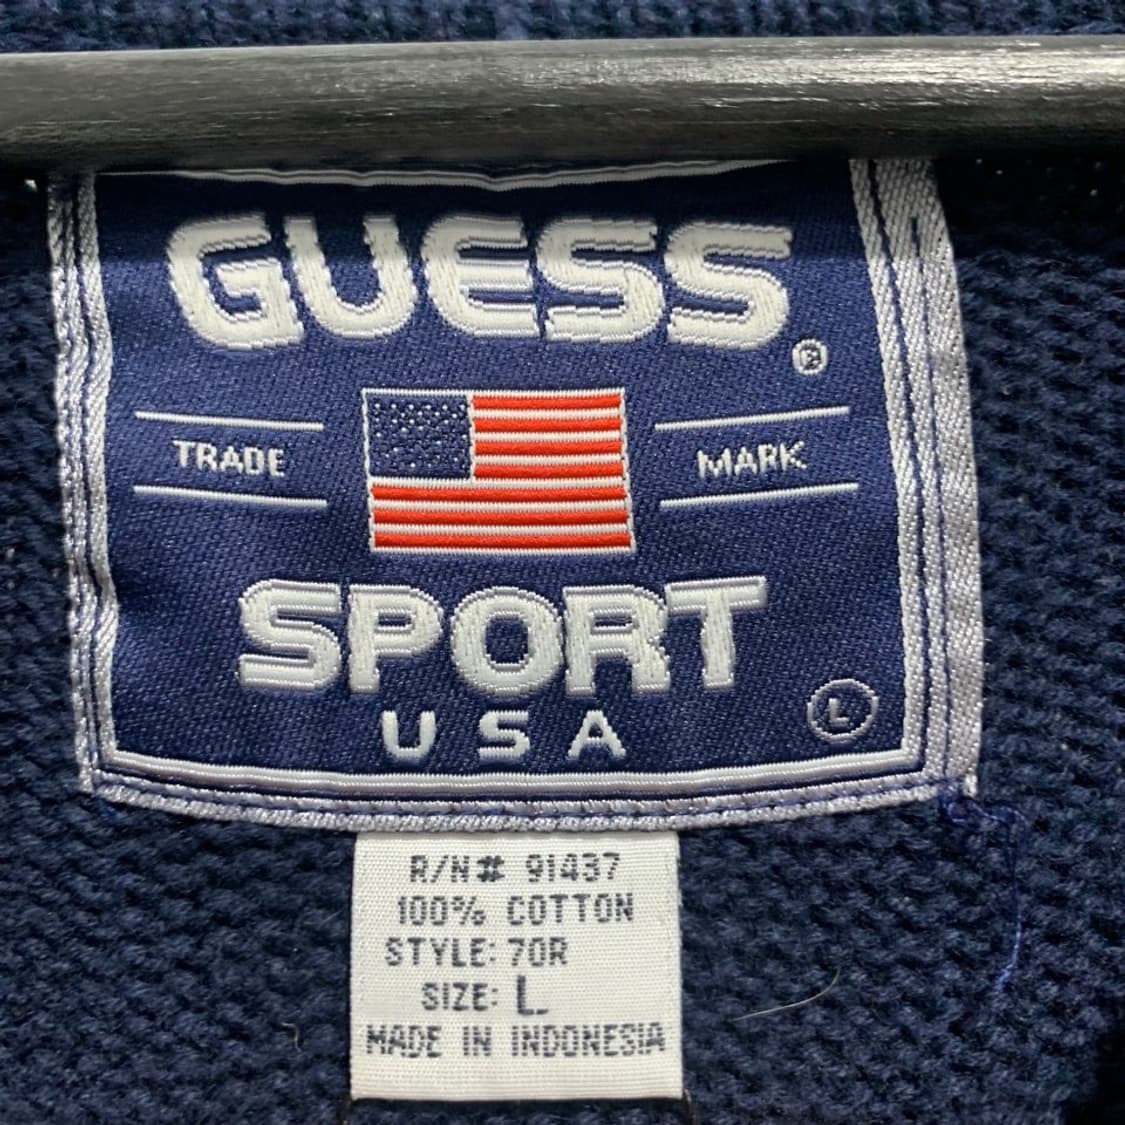 GUESS ®
TRADE MARK
SPORT
USA
L
R/N# 91437
100% COTTON
STYLE: 70R
SIZE: L
MADE IN INDONESIA